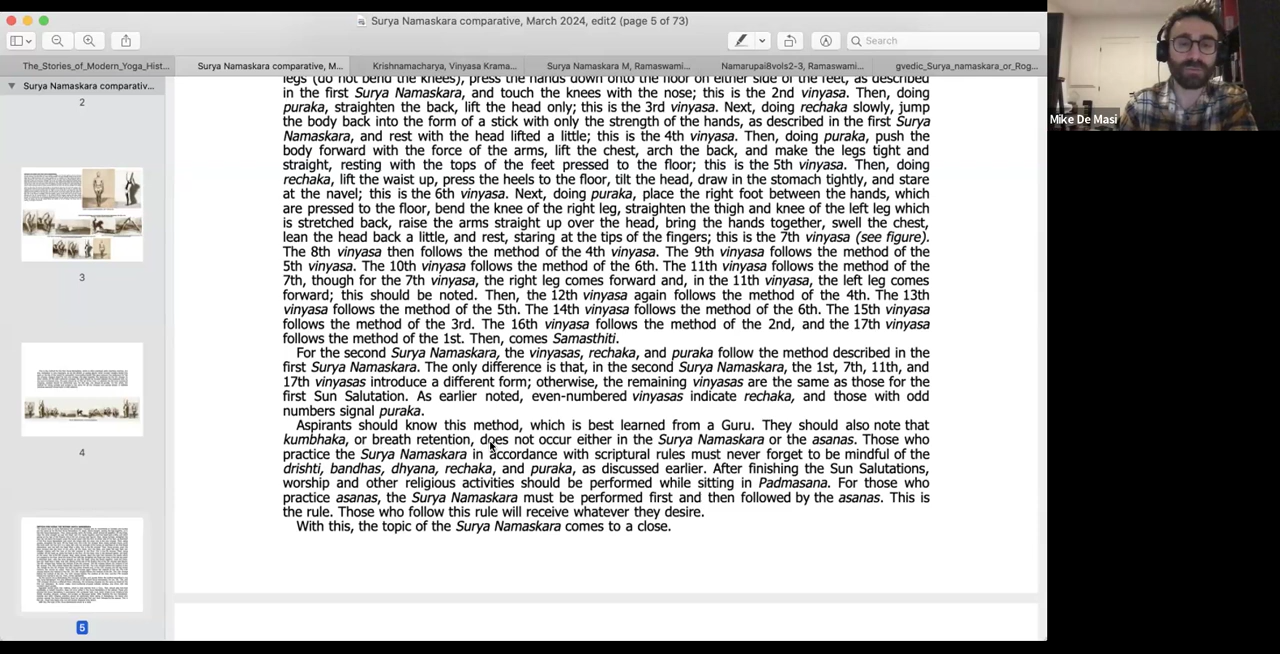 Surya Namaskara comparative, March 2024, edit2 (page 5 of 73)
Search
The_Stories_of_Modern_Yoga_Hist...
Surya Namaskara comparative, M...
Krishnamacharya, Vinyasa Krama...
Surya Namaskara M, Ramaswami...
Namarupai8vols2-3, Ramaswami...
gvedic_Surya_namaskara_or_Rog...
Surya Namaskara comparativ...
2
3
4
5
legs (do not bend the knees), press the hands down onto the floor on either side of the feet, as described
in the first Surya Namaskara, and touch the knees with the nose; this is the 2nd vinyasa. Then, doing
puraka, straighten the back, lift the head only; this is the 3rd vinyasa. Next, doing rechaka slowly, jump
the body back into the form of a stick with only the strength of the hands, as described in the first Surya
Namaskara, and rest with the head lifted a little; this is the 4th vinyasa. Then, doing puraka, push the
body forward with the force of the arms, lift the chest, arch the back, and make the legs tight and
straight, resting with the tops of the feet pressed to the floor; this is the 5th vinyasa. Then, doing
rechaka, lift the waist up, press the heels to the floor, tilt the head, draw in the stomach tightly, and stare
at the navel; this is the 6th vinyasa. Next, doing puraka, place the right foot between the hands, which
are pressed to the floor, bend the knee of the right leg, straighten the thigh and knee of the left leg which
is stretched back, raise the arms straight up over the head, bring the hands together, swell the chest,
lean the head back a little, and rest, staring at the tips of the fingers; this is the 7th vinyasa (see figure).
The 8th vinyasa then follows the method of the 4th vinyasa. The 9th vinyasa follows the method of the
5th vinyasa. The 10th vinyasa follows the method of the 6th. The 11th vinyasa follows the method of the
7th, though for the 7th vinyasa, the right leg comes forward and, in the 11th vinyasa, the left leg comes
forward; this should be noted. Then, the 12th vinyasa again follows the method of the 4th. The 13th
vinyasa follows the method of the 5th. The 14th vinyasa follows the method of the 6th. The 15th vinyasa
follows the method of the 3rd. The 16th vinyasa follows the method of the 2nd, and the 17th vinyasa
follows the method of the 1st. Then, comes Samasthiti.
For the second Surya Namaskara, the vinyasas, rechaka, and puraka follow the method described in the
first Surya Namaskara. The only difference is that, in the second Surya Namaskara, the 1st, 7th, 11th, and
17th vinyasas introduce a different form; otherwise, the remaining vinyasas are the same as those for the
first Sun Salutation. As earlier noted, even-numbered vinyasas indicate rechaka, and those with odd
numbers signal puraka.
Aspirants should know this method, which is best learned from a Guru. They should also note that
kumbhaka, or breath retention, does not occur either in the Surya Namaskara or the asanas. Those who
practice the Surya Namaskara in accordance with scriptural rules must never forget to be mindful of the
drishti, bandhas, dhyana, rechaka, and puraka, as discussed earlier. After finishing the Sun Salutations,
worship and other religious activities should be performed while sitting in Padmasana. For those who
practice asanas, the Surya Namaskara must be performed first and then followed by the asanas. This is
the rule. Those who follow this rule will receive whatever they desire.
With this, the topic of the Surya Namaskara comes to a close.
Mike De Masi